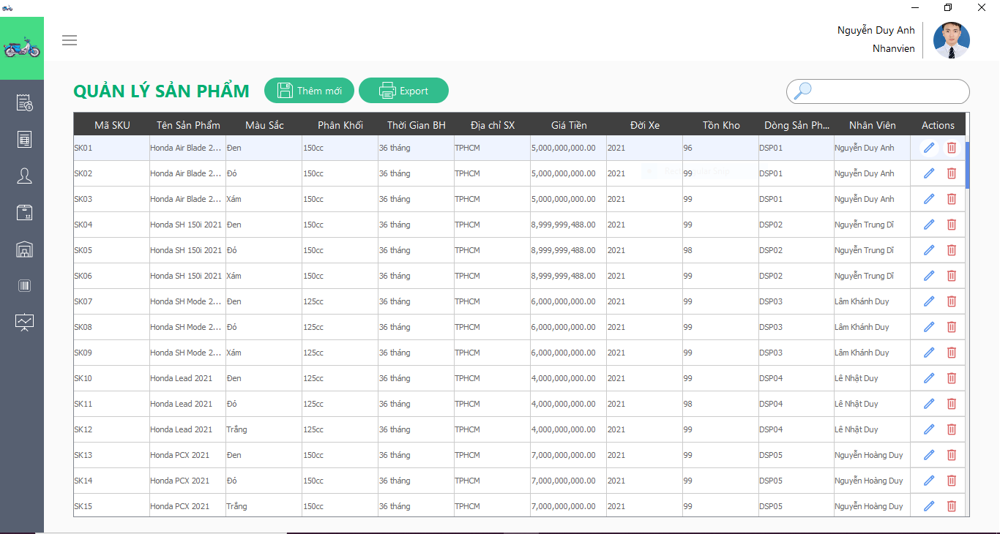 Nguyễn Duy Anh
Nhanvien
QUẢN LÝ SẢN PHẨM Thêm mới Export
Mã SKU Tên Sản Phẩm Màu Sắc Phân Khối Thời Gian BH Địa chỉ SX Giá Tiền Đời Xe Tồn Kho Dòng Sản Ph... Nhân Viên Actions
SK01 Honda Air Blade 2... Đen 150cc 36 tháng TPHCM 5,000,000,000.00 2021 96 DSP01 Nguyễn Duy Anh
SK02 Honda Air Blade 2... Đỏ 150cc 36 tháng TPHCM 5,000,000,000.00 2021 99 DSP01 Nguyễn Duy Anh
Rectangular Snip
SK03 Honda Air Blade 2... Xám 150cc 36 tháng TPHCM 5,000,000,000.00 2021 99 DSP01 Nguyễn Duy Anh
SK04 Honda SH 150i 2021 Đen 150cc 36 tháng TPHCM 8,999,999,488.00 2021 99 DSP02 Nguyễn Trung Dĩ
SK05 Honda SH 150i 2021 Đỏ 150cc 36 tháng TPHCM 8,999,999,488.00 2021 98 DSP02 Nguyễn Trung Dĩ
SK06 Honda SH 150i 2021 Xám 150cc 36 tháng TPHCM 8,999,999,488.00 2021 99 DSP02 Nguyễn Trung Dĩ
SK07 Honda SH Mode 2... Đen 125cc 36 tháng TPHCM 6,000,000,000.00 2021 99 DSP03 Lâm Khánh Duy
SK08 Honda SH Mode 2... Đỏ 125cc 36 tháng TPHCM 6,000,000,000.00 2021 99 DSP03 Lâm Khánh Duy
SK09 Honda SH Mode 2... Xám 125cc 36 tháng TPHCM 6,000,000,000.00 2021 99 DSP03 Lâm Khánh Duy
SK10 Honda Lead 2021 Đen 125cc 36 tháng TPHCM 4,000,000,000.00 2021 99 DSP04 Lê Nhật Duy
SK11 Honda Lead 2021 Đỏ 125cc 36 tháng TPHCM 4,000,000,000.00 2021 98 DSP04 Lê Nhật Duy
SK12 Honda Lead 2021 Trắng 125cc 36 tháng TPHCM 4,000,000,000.00 2021 99 DSP04 Lê Nhật Duy
SK13 Honda PCX 2021 Đen 150cc 36 tháng TPHCM 7,000,000,000.00 2021 99 DSP05 Nguyễn Hoàng Duy
SK14 Honda PCX 2021 Đỏ 150cc 36 tháng TPHCM 7,000,000,000.00 2021 99 DSP05 Nguyễn Hoàng Duy
SK15 Honda PCX 2021 Trắng 150cc 36 tháng TPHCM 7,000,000,000.00 2021 99 DSP05 Nguyễn Hoàng Duy